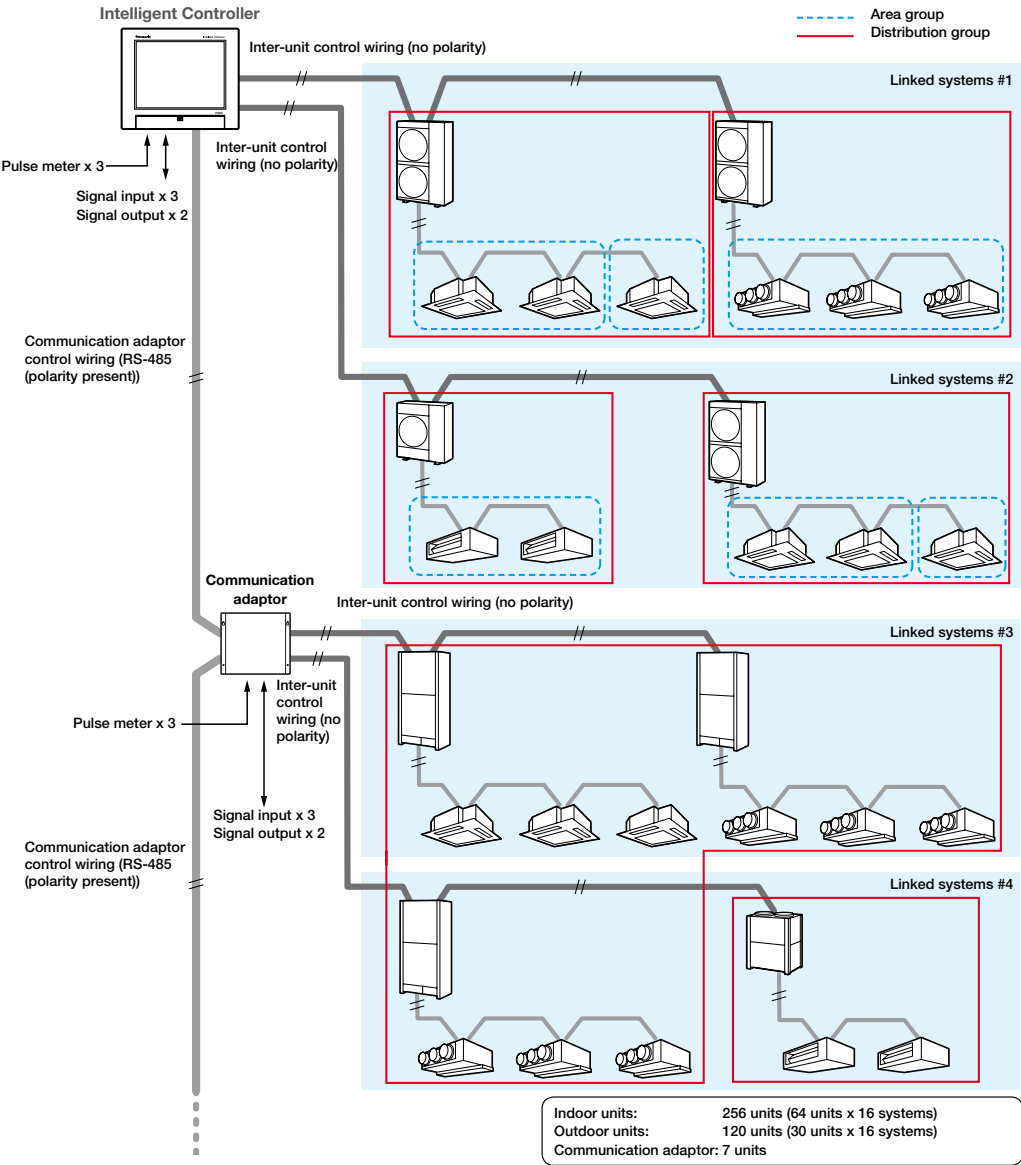 Intelligent Controller
Area group
Distribution group
Panasonic
Inter-unit control wiring (no polarity)
Linked systems #1
Inter-unit control
wiring (no polarity)
Pulse meter x 3
Signal input x 3
Signal output x 2
Communication adaptor
control wiring (RS-485
(polarity present))
Linked systems #2
Communication
adaptor
Inter-unit control wiring (no polarity)
Linked systems #3
Inter-unit
control
wiring (no
polarity)
Pulse meter x 3
Signal input x 3
Signal output x 2
Communication adaptor
control wiring (RS-485
(polarity present))
Linked systems #4
Indoor units: 256 units (64 units x 16 systems)
Outdoor units: 120 units (30 units x 16 systems)
Communication adaptor: 7 units